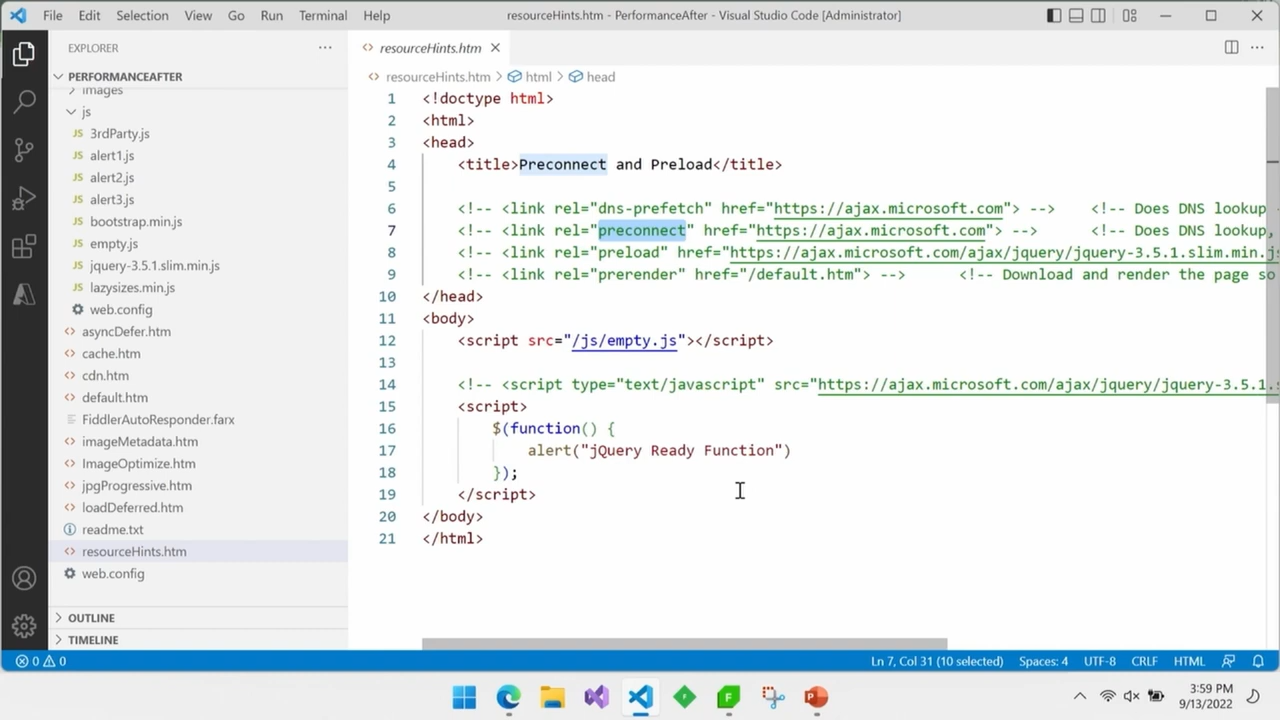 File Edit Selection View Go Run Terminal Help resourceHints.htm - PerformanceAfter - Visual Studio Code [Administrator]
EXPLORER
PERFORMANCEAFTER
images
js
JS 3rdParty.js
JS alert1.js
JS alert2.js
JS alert3.js
JS bootstrap.min.js
JS empty.js
JS jquery-3.5.1.slim.min.js
JS lazysizes.min.js
web.config
asyncDefer.htm
cache.htm
cdn.htm
default.htm
FiddlerAutoResponder.farx
imageMetadata.htm
ImageOptimize.htm
jpgProgressive.htm
loadDeferred.htm
readme.txt
resourceHints.htm
web.config
OUTLINE
TIMELINE
resourceHints.htm
resourceHints.htm > html > head
1 <!doctype html>
2 <html>
3 <head>
4 <title>Preconnect and Preload</title>
5
6 <!-- <link rel="dns-prefetch" href="https://ajax.microsoft.com"> --> <!-- Does DNS lookup
7 <!-- <link rel="preconnect" href="https://ajax.microsoft.com"> --> <!-- Does DNS lookup,
8 <!-- <link rel="preload" href="https://ajax.microsoft.com/ajax/jquery/jquery-3.5.1.slim.min.js
9 <!-- <link rel="prerender" href="/default.htm"> --> <!-- Download and render the page so
10 </head>
11 <body>
12 <script src="/js/empty.js"></script>
13
14 <!-- <script type="text/javascript" src="https://ajax.microsoft.com/ajax/jquery/jquery-3.5.1.s
15 <script>
16 $(function() {
17 alert("jQuery Ready Function")
18 });
19 </script>
20 </body>
21 </html>
0 0 Ln 7, Col 31 (10 selected) Spaces: 4 UTF-8 CRLF HTML
3:59 PM
9/13/2022